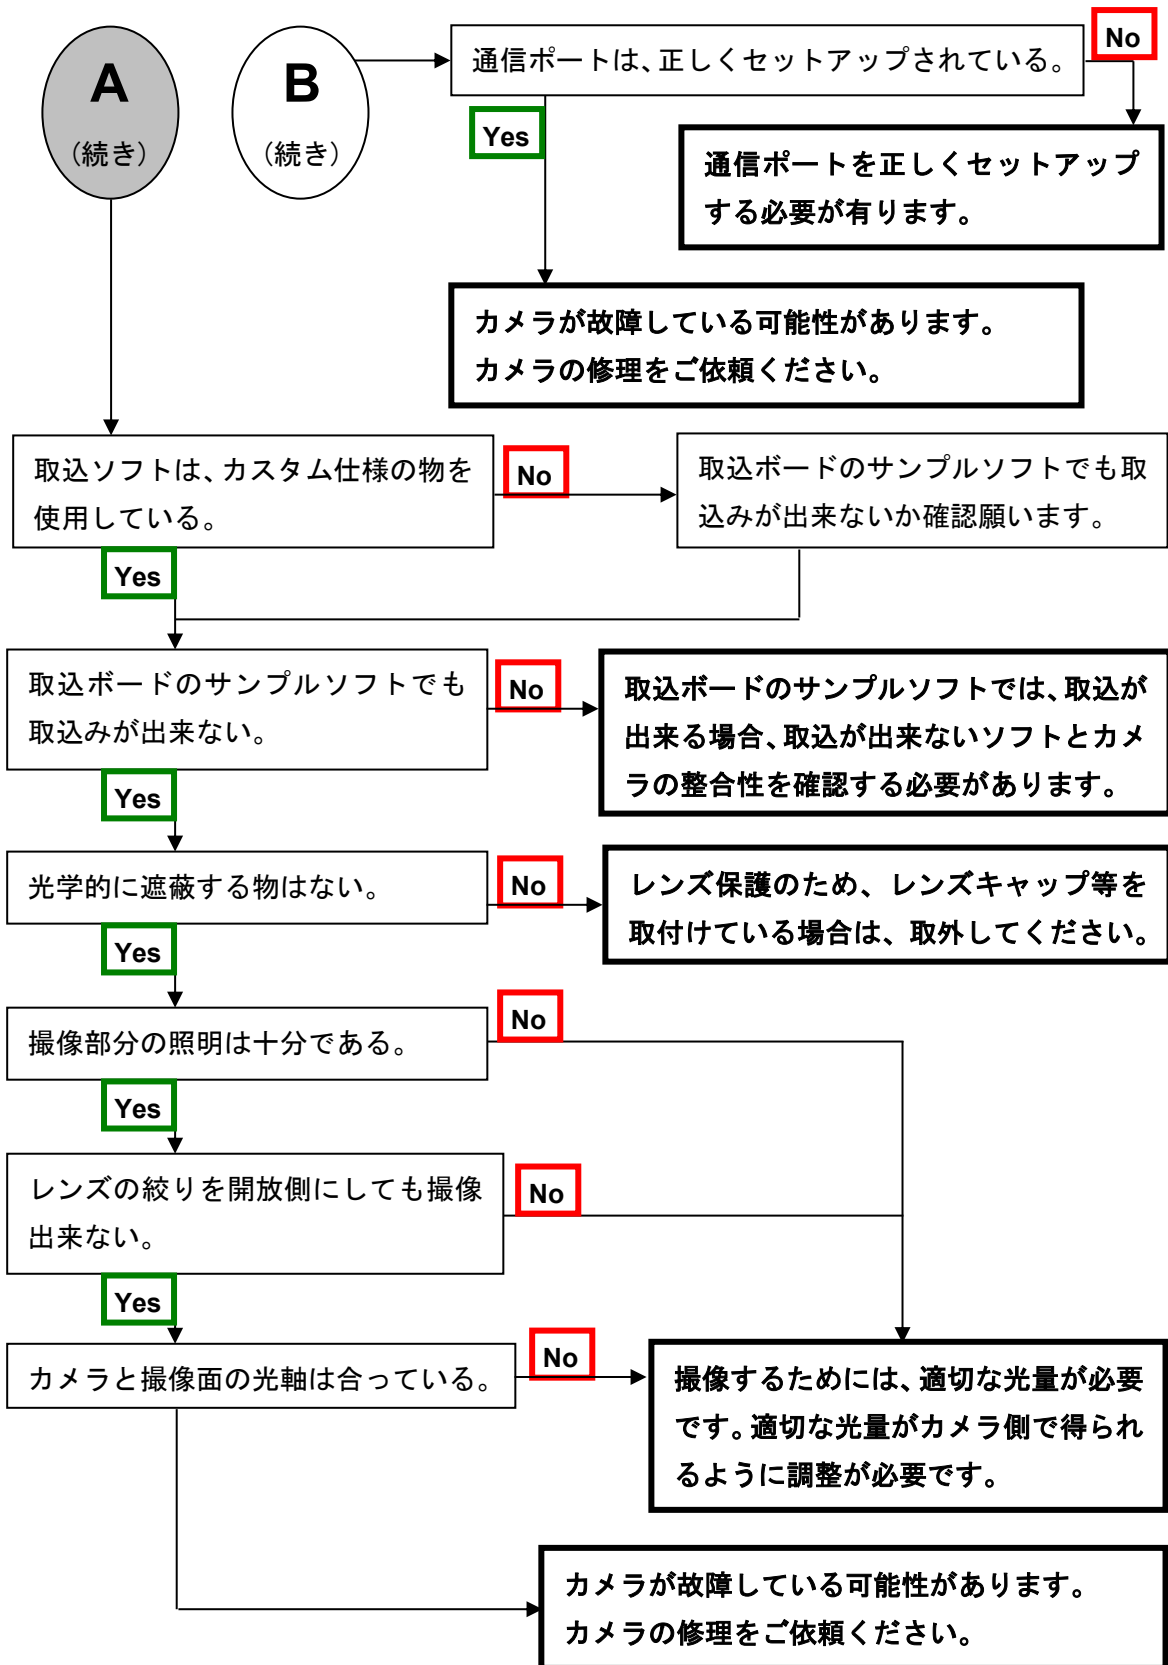 A
（続き）
B
（続き）
通信ポートは、正しくセットアップされている。
No
Yes
通信ポートを正しくセットアップ
する必要が有ります。
カメラが故障している可能性があります。
カメラの修理をご依頼ください。
取込ソフトは、カスタム仕様の物を
使用している。
No
取込ボードのサンプルソフトでも取
込みが出来ないか確認願います。
Yes
取込ボードのサンプルソフトでも
取込みが出来ない。
No
取込ボードのサンプルソフトでは、取込が
出来る場合、取込が出来ないソフトとカメ
ラの整合性を確認する必要があります。
Yes
光学的に遮蔽する物はない。
No
レンズ保護のため、レンズキャップ等を
取付けている場合は、取外してください。
Yes
撮像部分の照明は十分である。
No
Yes
レンズの絞りを開放側にしても撮像
出来ない。
No
Yes
カメラと撮像面の光軸は合っている。
No
撮像するためには、適切な光量が必要
です。適切な光量がカメラ側で得られ
るように調整が必要です。
カメラが故障している可能性があります。
カメラの修理をご依頼ください。